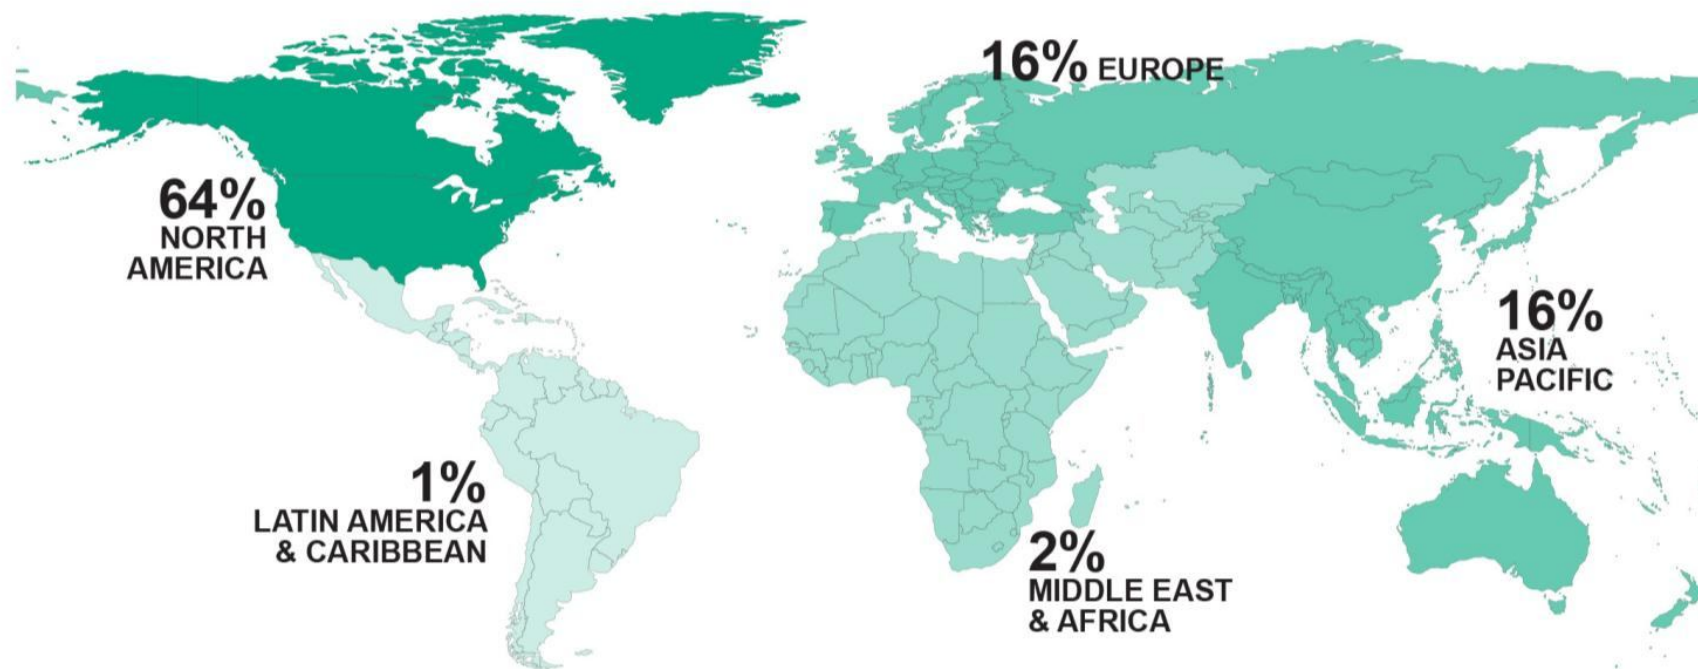 16% EUROPE
64%
NORTH
AMERICA
16%
ASIA
PACIFIC
1%
LATIN AMERICA
& CARIBBEAN
2%
MIDDLE EAST
& AFRICA